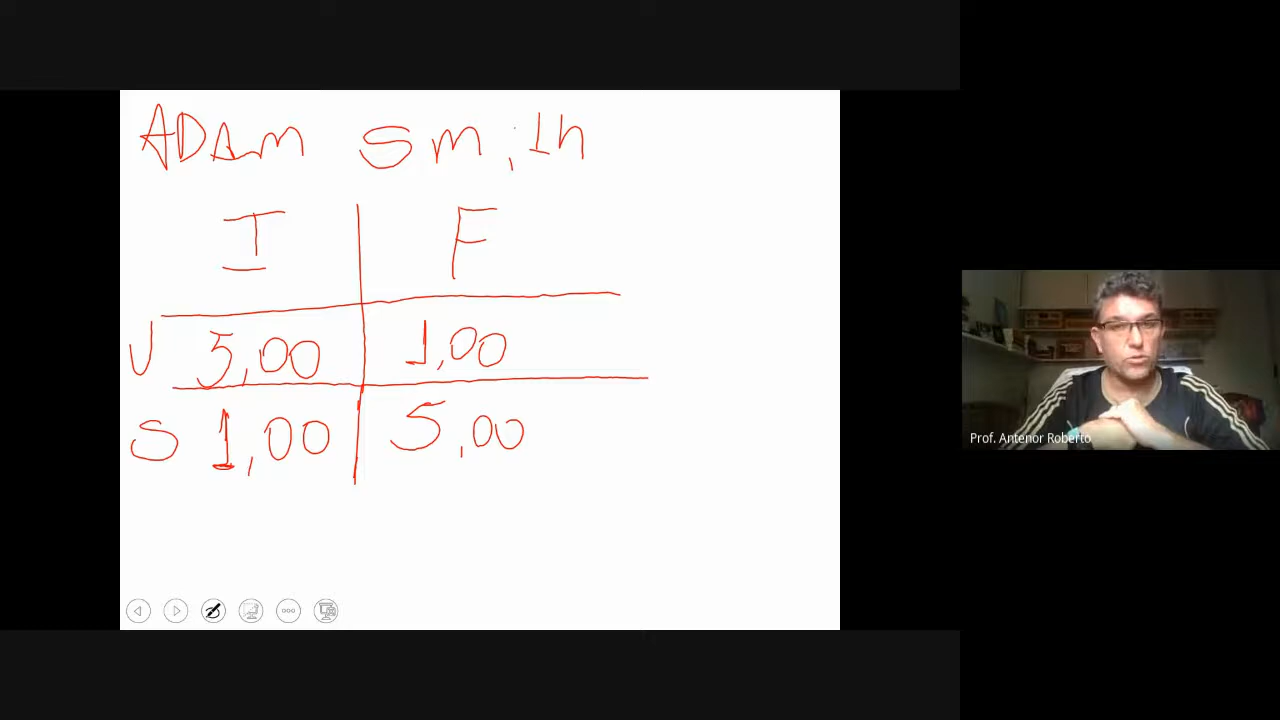 ADAM Smith
I F
V 5,00 1,00
S 1,00 5,00
Prof. Antenor Roberto